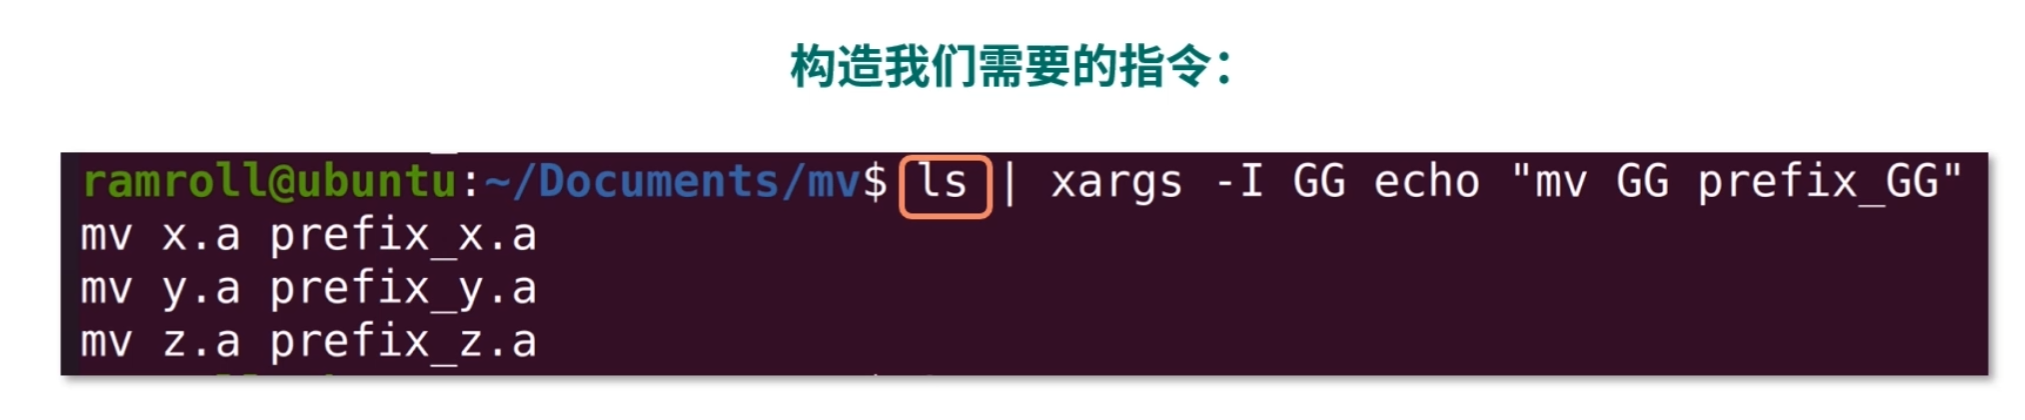 构造我们需要的指令：
ramroll@ubuntu:~/Documents/mv$ ls | xargs -I GG echo "mv GG prefix_GG"
mv x.a prefix_x.a
mv y.a prefix_y.a
mv z.a prefix_z.a